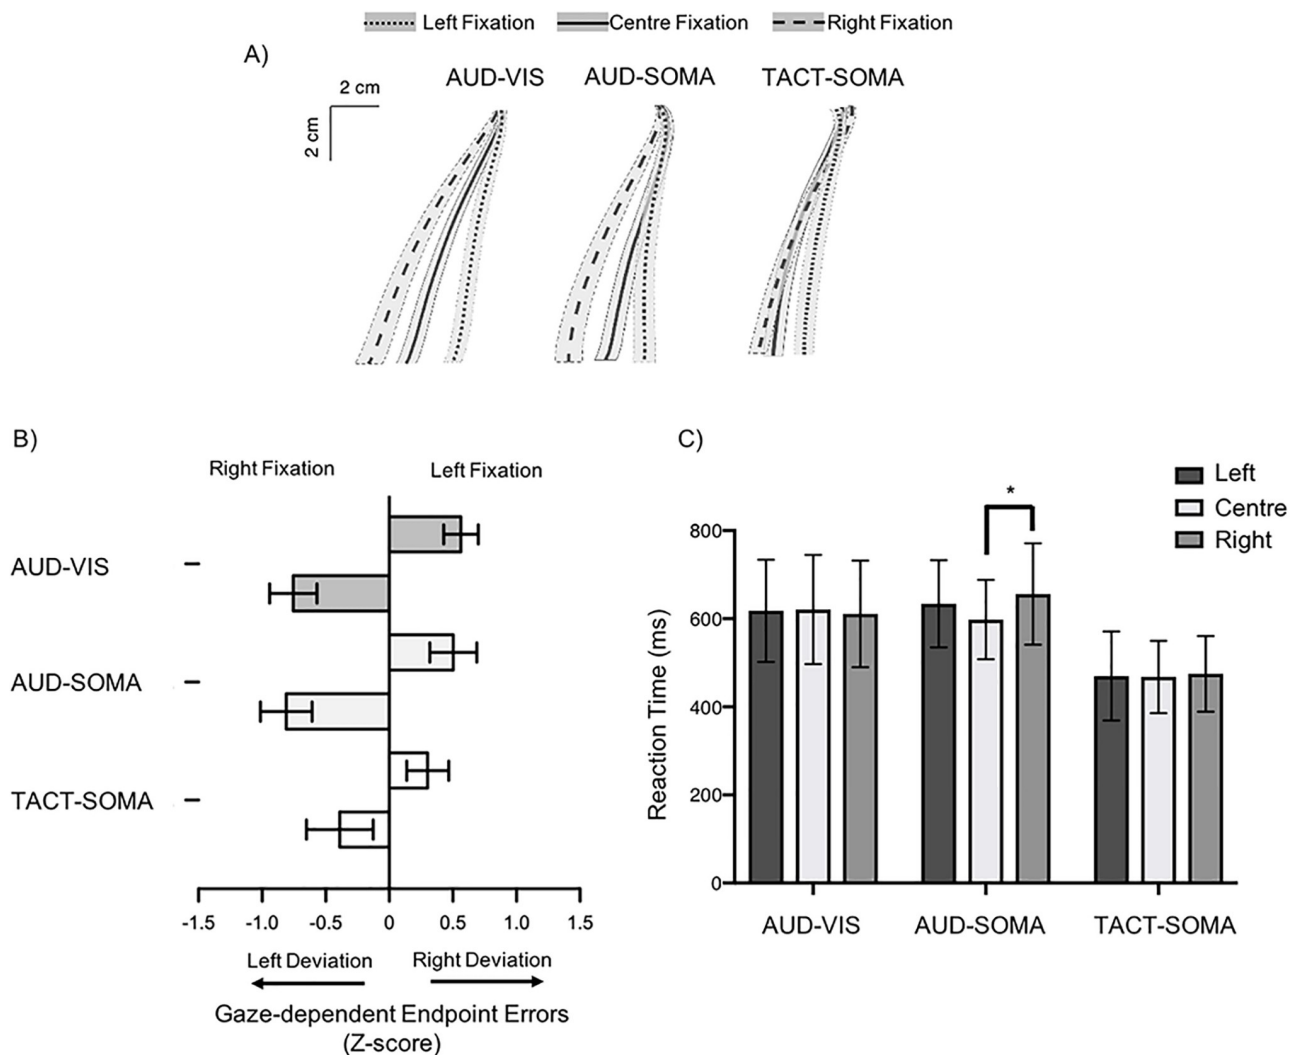 Left Fixation Centre Fixation Right Fixation
A)
AUD-VIS AUD-SOMA TACT-SOMA
2 cm
2 cm
B)
Right Fixation Left Fixation
AUD-VIS
AUD-SOMA
TACT-SOMA
-1.5 -1.0 -0.5 0 0.5 1.0 1.5
Left Deviation Right Deviation
Gaze-dependent Endpoint Errors
(Z-score)
C)
Left
Centre
Right
*
800
600
400
200
0
Reaction Time (ms)
AUD-VIS AUD-SOMA TACT-SOMA